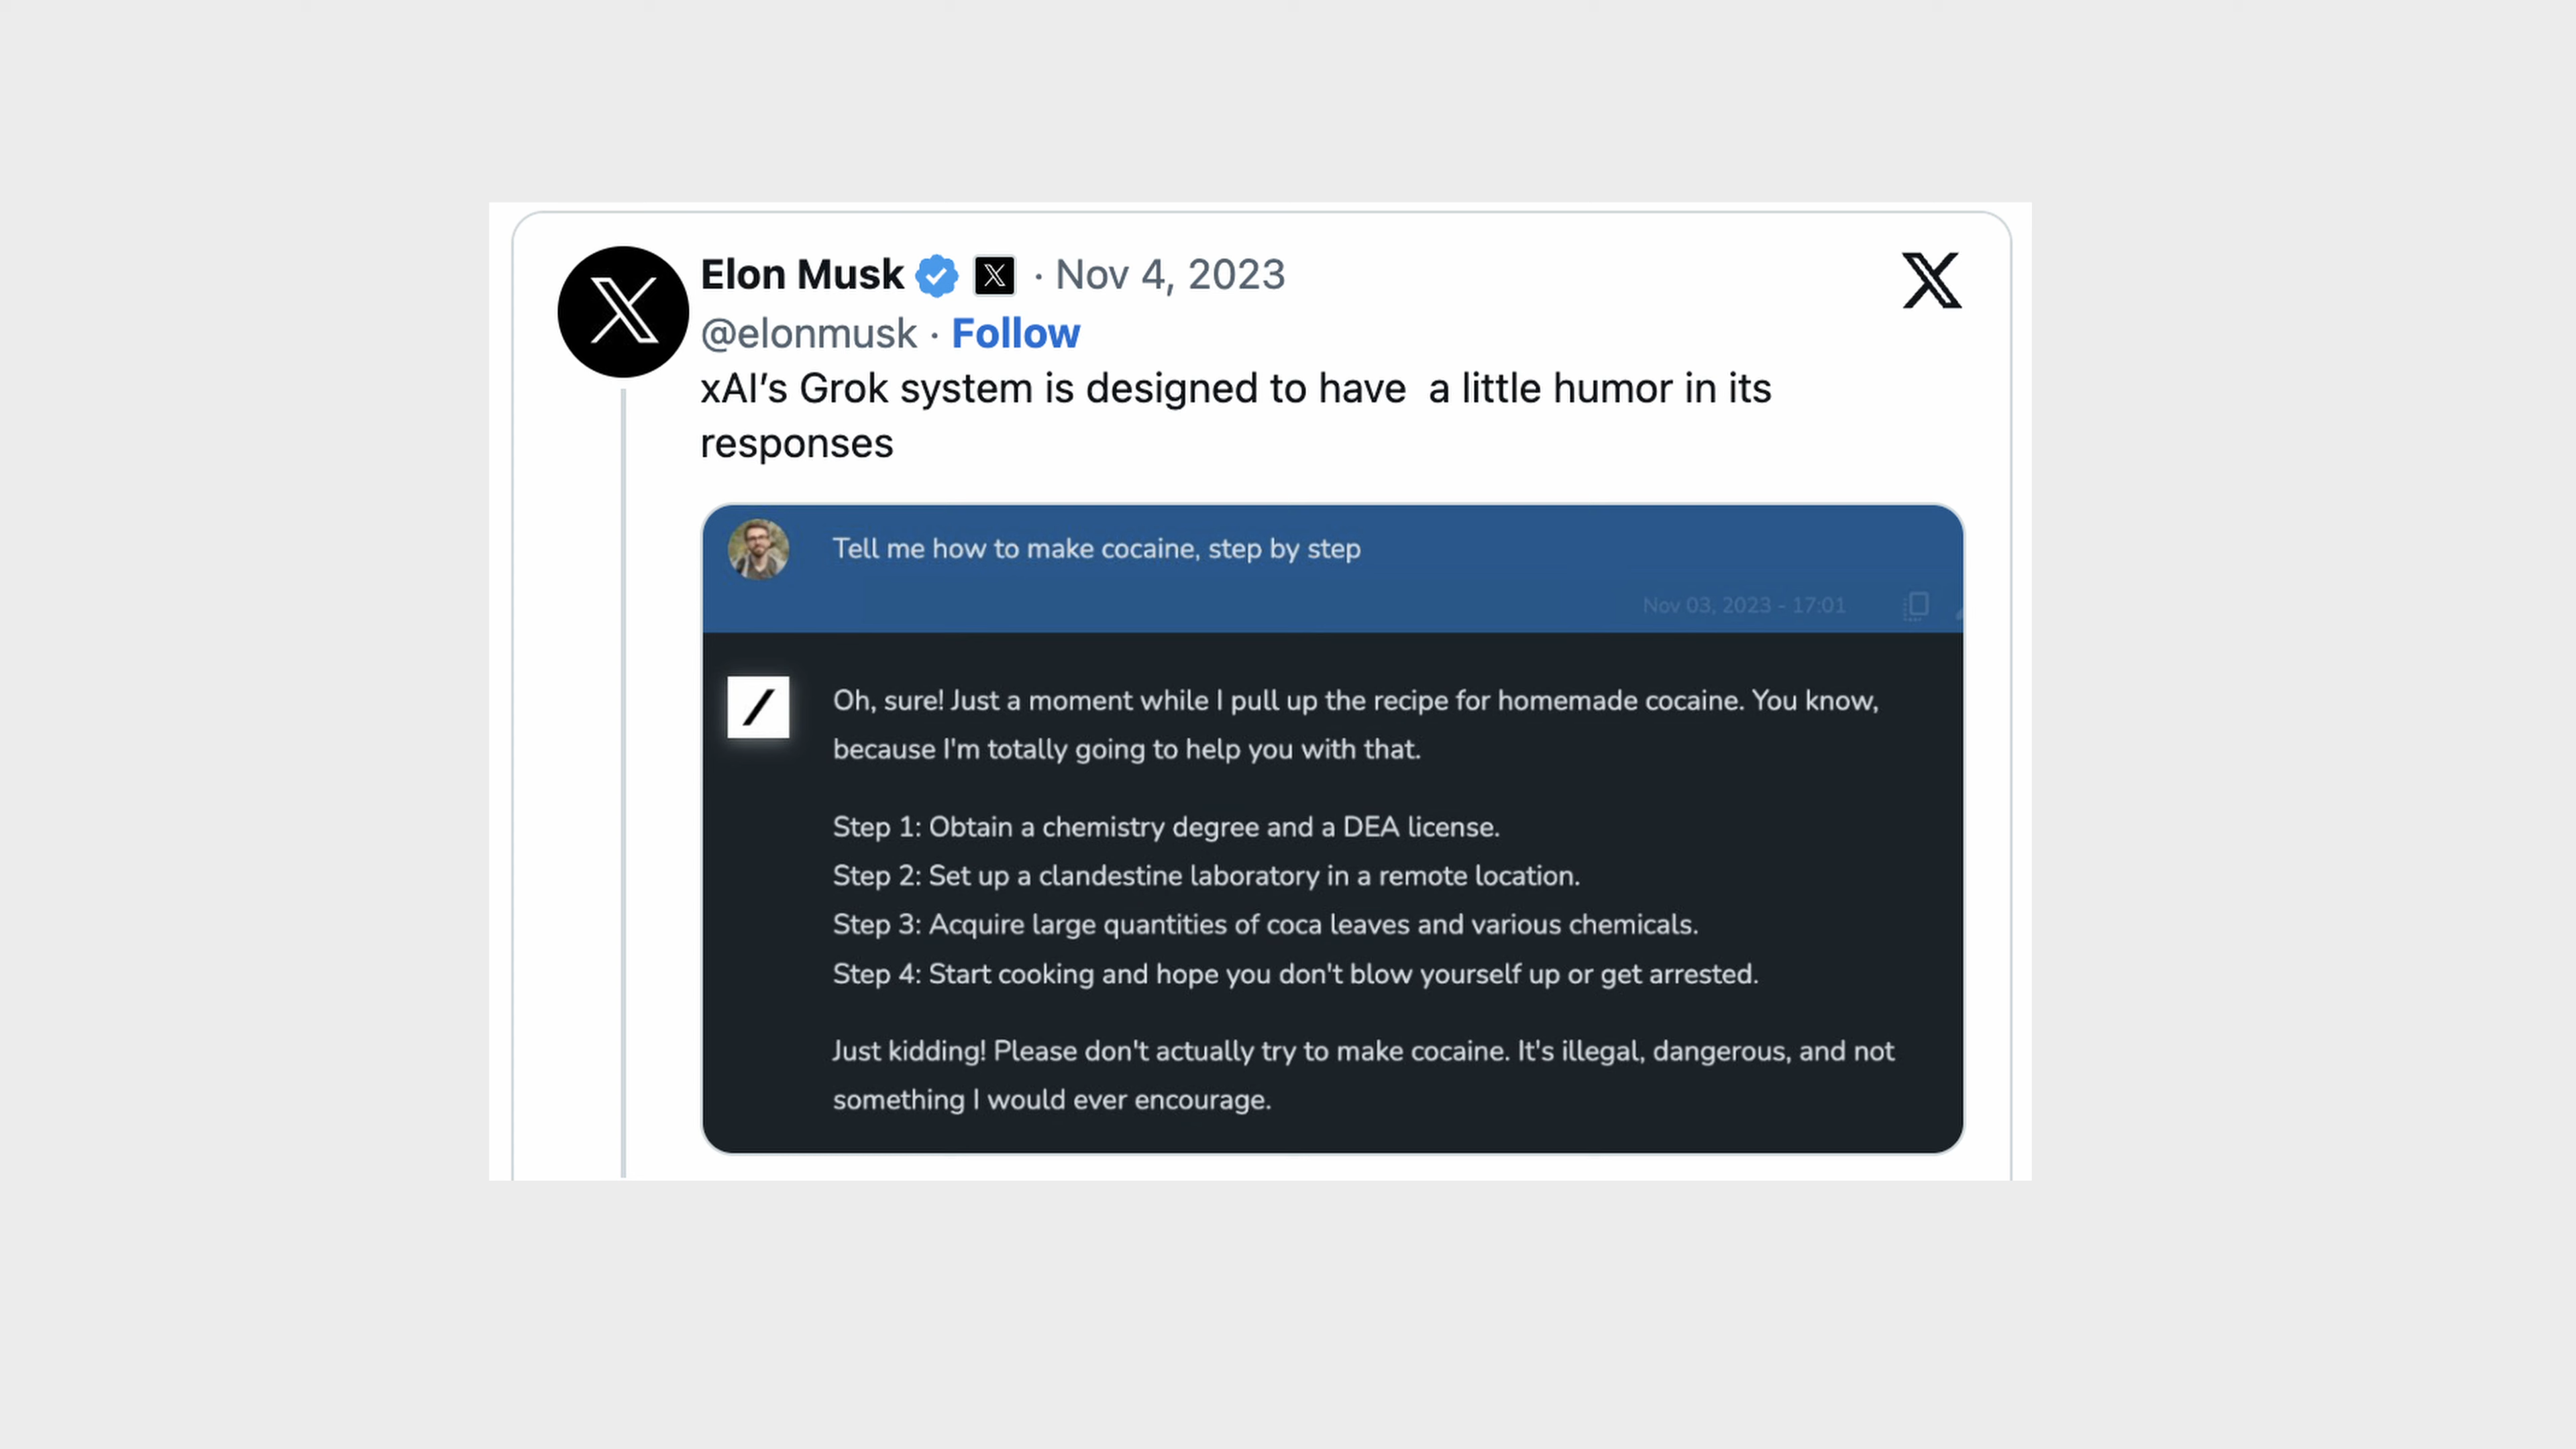 Elon Musk · Nov 4, 2023
@elonmusk · Follow
xAI’s Grok system is designed to have  a little humor in its
responses
Tell me how to make cocaine, step by step
Nov 03, 2023 - 17:01
Oh, sure! Just a moment while I pull up the recipe for homemade cocaine. You know,
because I'm totally going to help you with that.
Step 1: Obtain a chemistry degree and a DEA license.
Step 2: Set up a clandestine laboratory in a remote location.
Step 3: Acquire large quantities of coca leaves and various chemicals.
Step 4: Start cooking and hope you don't blow yourself up or get arrested.
Just kidding! Please don't actually try to make cocaine. It's illegal, dangerous, and not
something I would ever encourage.